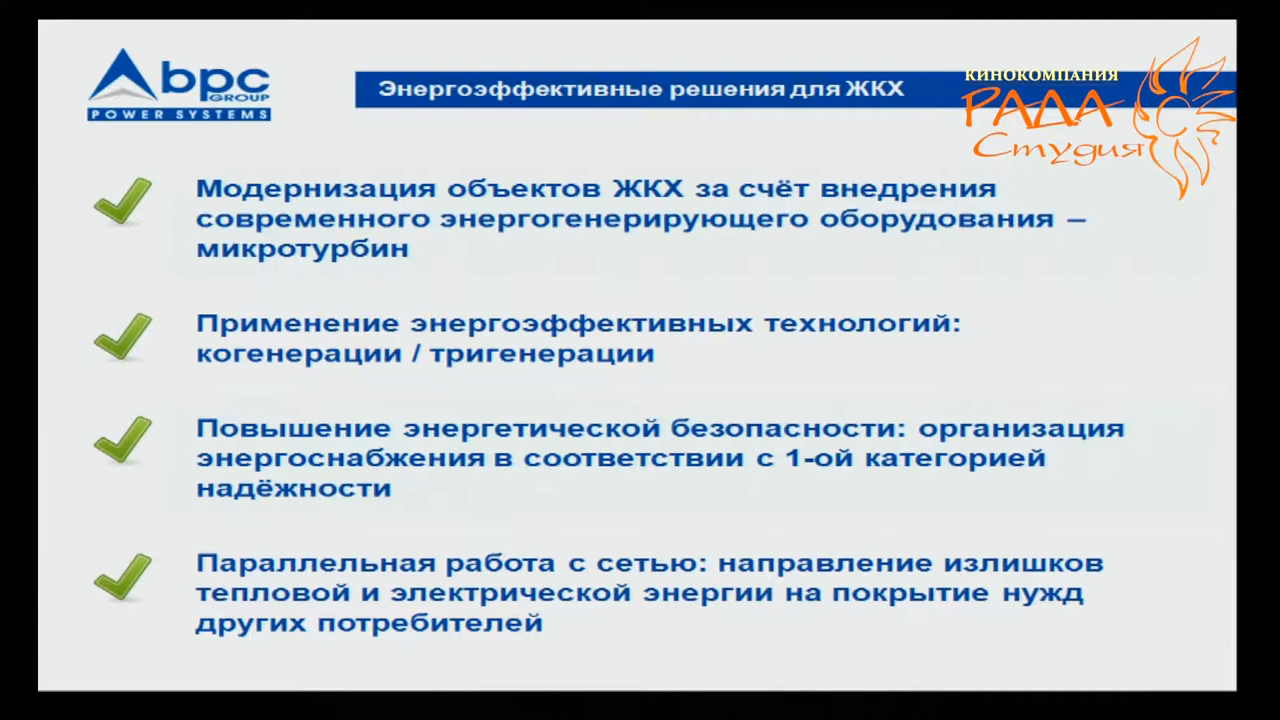 bpc
GROUP
POWER SYSTEMS
Энергоэффективные решения для ЖКХ
КИНОКОМПАНИЯ
РАДА
Студия
Модернизация объектов ЖКХ за счёт внедрения
современного энергогенерирующего оборудования –
микротурбин
Применение энергоэффективных технологий:
когенерации / тригенерации
Повышение энергетической безопасности: организация
энергоснабжения в соответствии с 1-ой категорией
надёжности
Параллельная работа с сетью: направление излишков
тепловой и электрической энергии на покрытие нужд
других потребителей